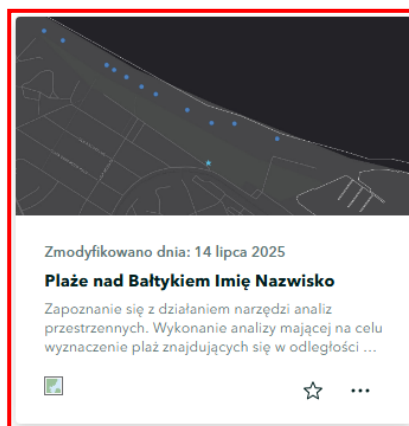 Zmodyfikowano dnia: 14 lipca 2025
Plaże nad Bałtykiem Imię Nazwisko
Zapoznanie się z działaniem narzędzi analiz
przestrzennych. Wykonanie analizy mającej na celu
wyznaczenie plaż znajdujących się w odległości ...